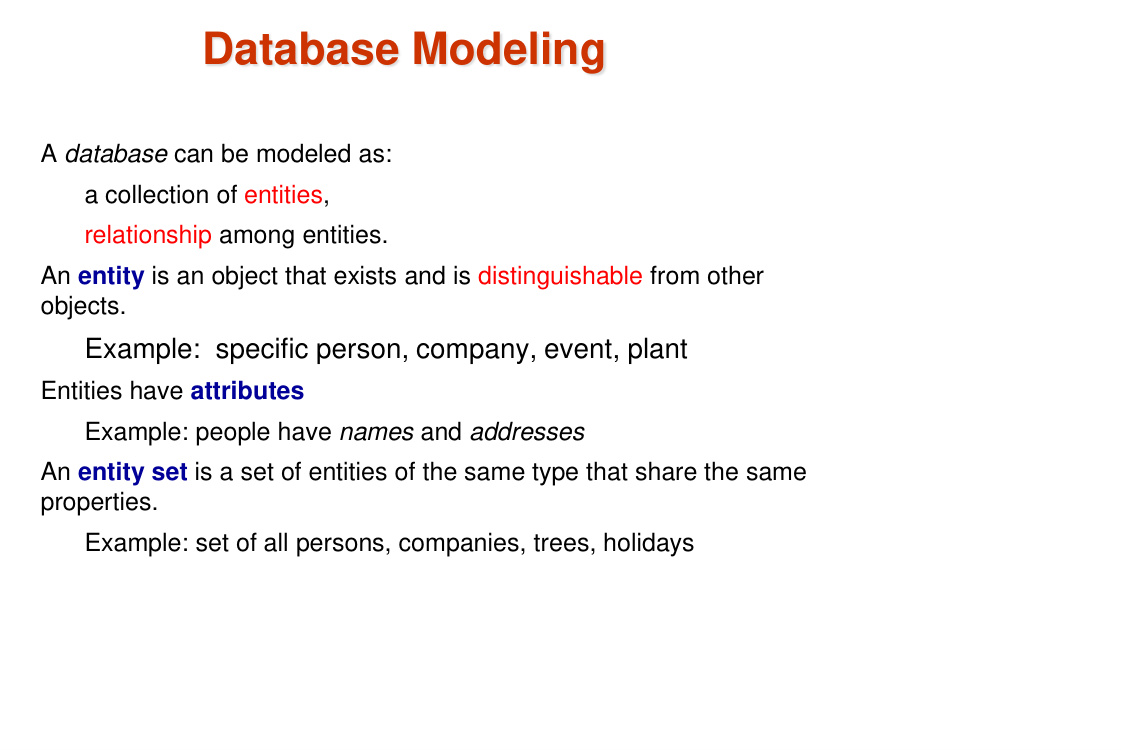 Database Modeling
A database can be modeled as:
a collection of entities,
relationship among entities.
An entity is an object that exists and is distinguishable from other
objects.
Example:  specific person, company, event, plant
Entities have attributes
Example: people have names and addresses
An entity set is a set of entities of the same type that share the same
properties.
Example: set of all persons, companies, trees, holidays